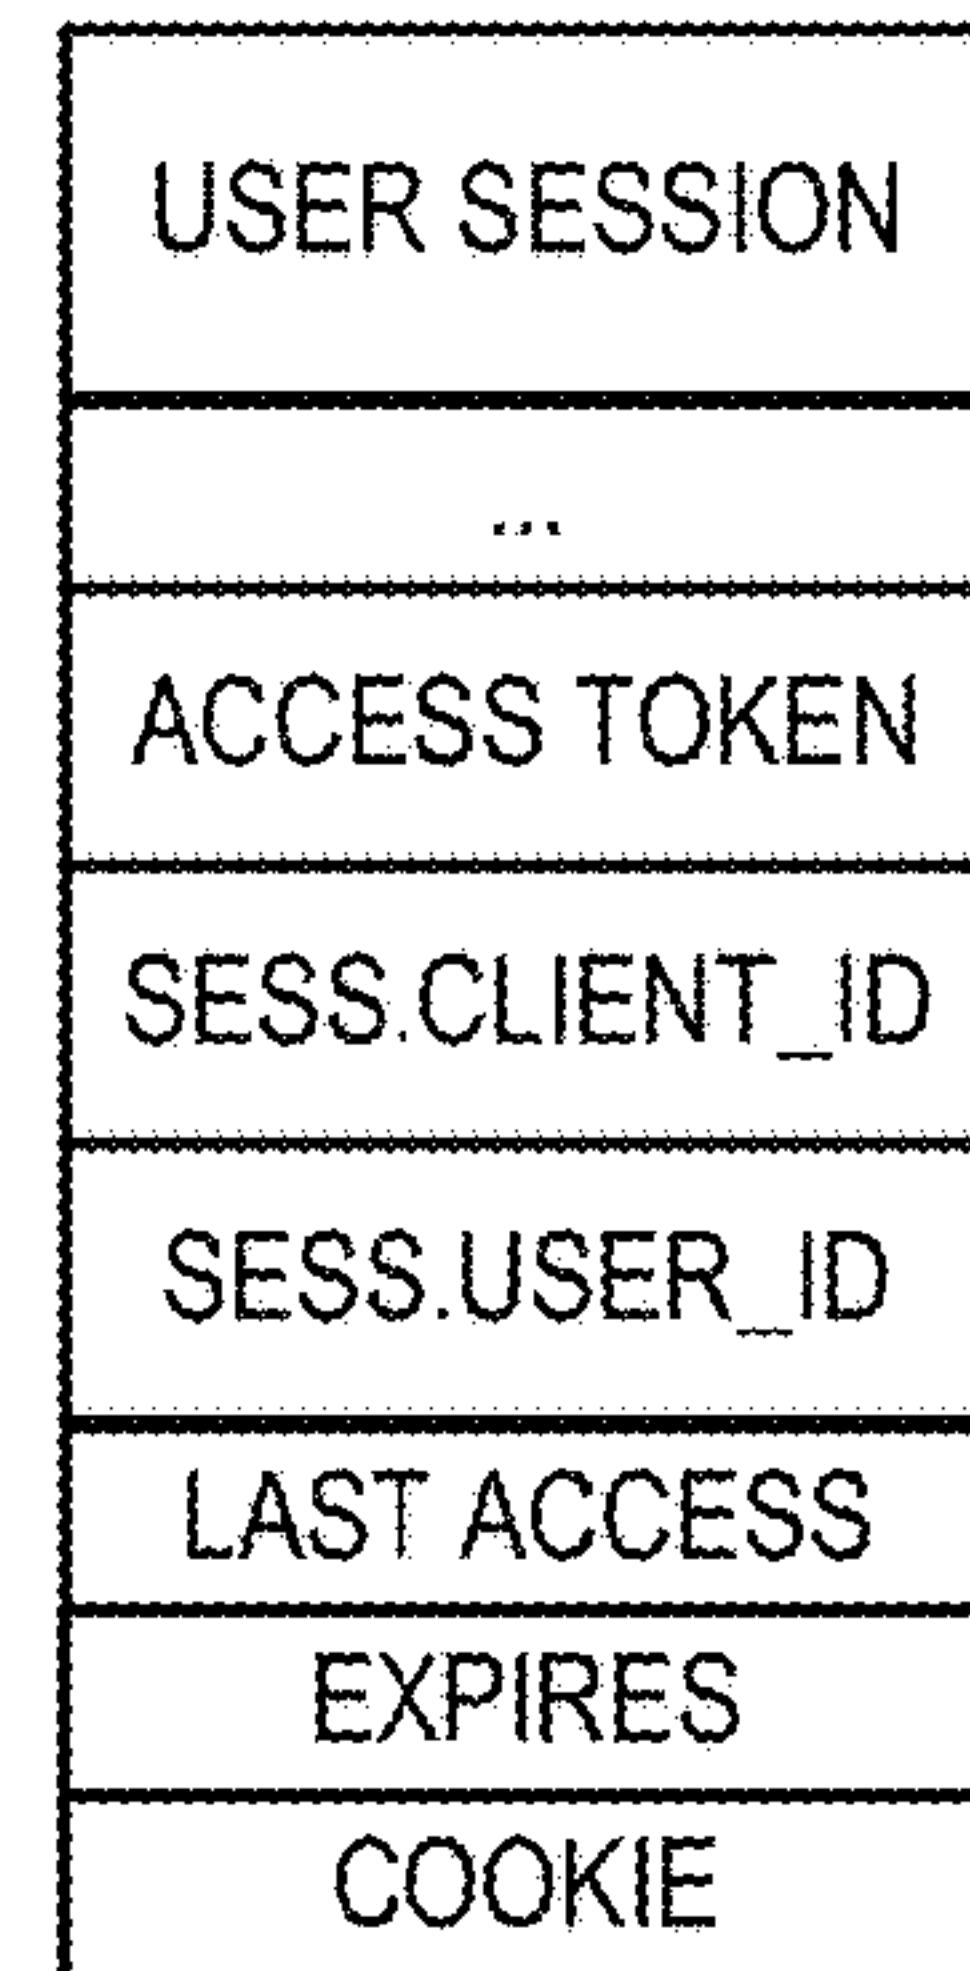 USER SESSION
...
ACCESS TOKEN
SESS.CLIENT_ID
SESS.USER_ID
LAST ACCESS
EXPIRES
COOKIE